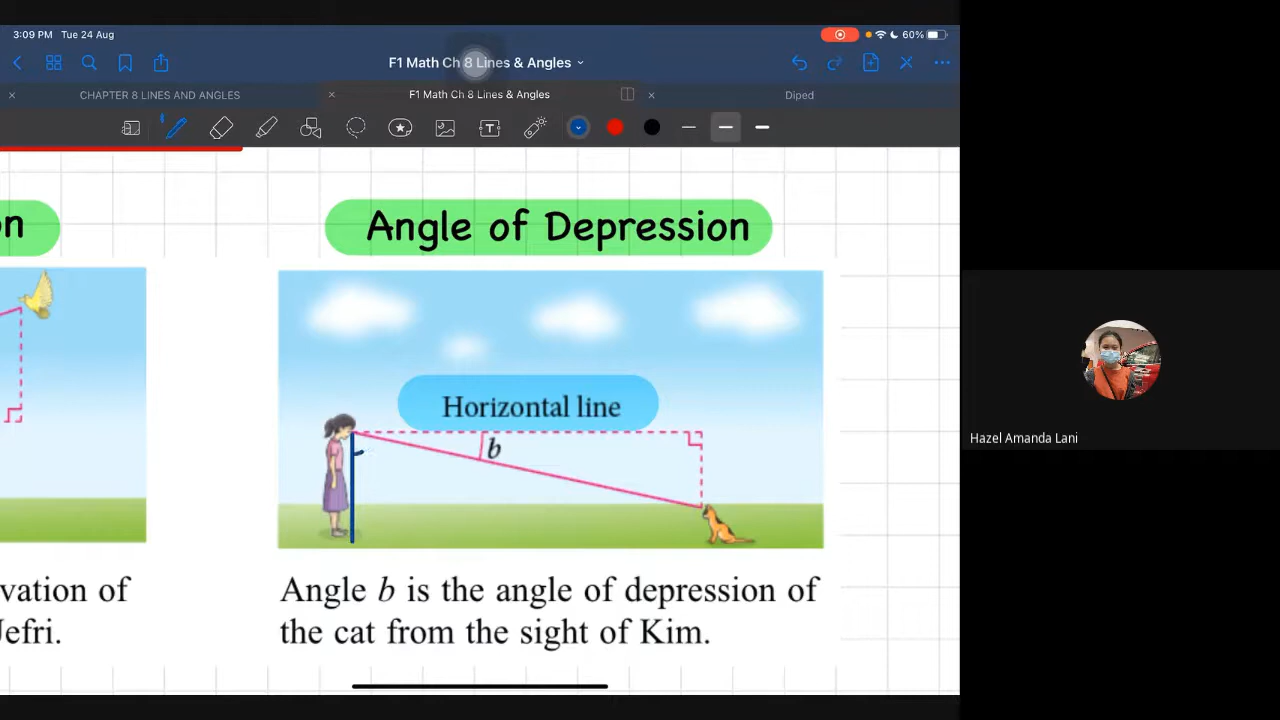 3:09 PM Tue 24 Aug
60%
F1 Math Ch 8 Lines & Angles
CHAPTER 8 LINES AND ANGLES
F1 Math Ch 8 Lines & Angles
Diped
on
Angle of Depression
Horizontal line
b
vation of
Jefri.
Angle b is the angle of depression of
the cat from the sight of Kim.
Hazel Amanda Lani